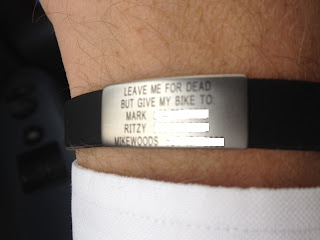 LEAVE ME FOR DEAD
BUT GIVE MY BIKE TO:
MARK
RITZY
MIKEWOODS